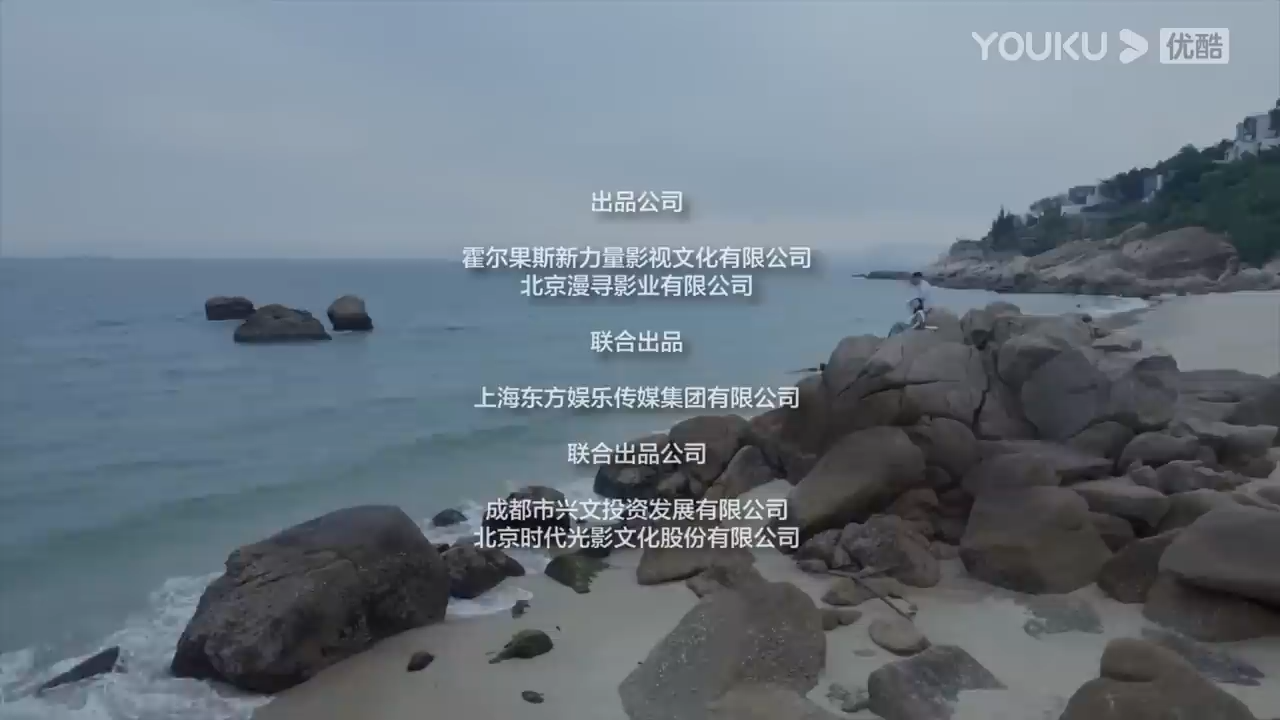 YOUKU 优酷
出品公司
霍尔果斯新力量影视文化有限公司
北京漫寻影业有限公司
联合出品
上海东方娱乐传媒集团有限公司
联合出品公司
成都市兴文投资发展有限公司
北京时代光影文化股份有限公司